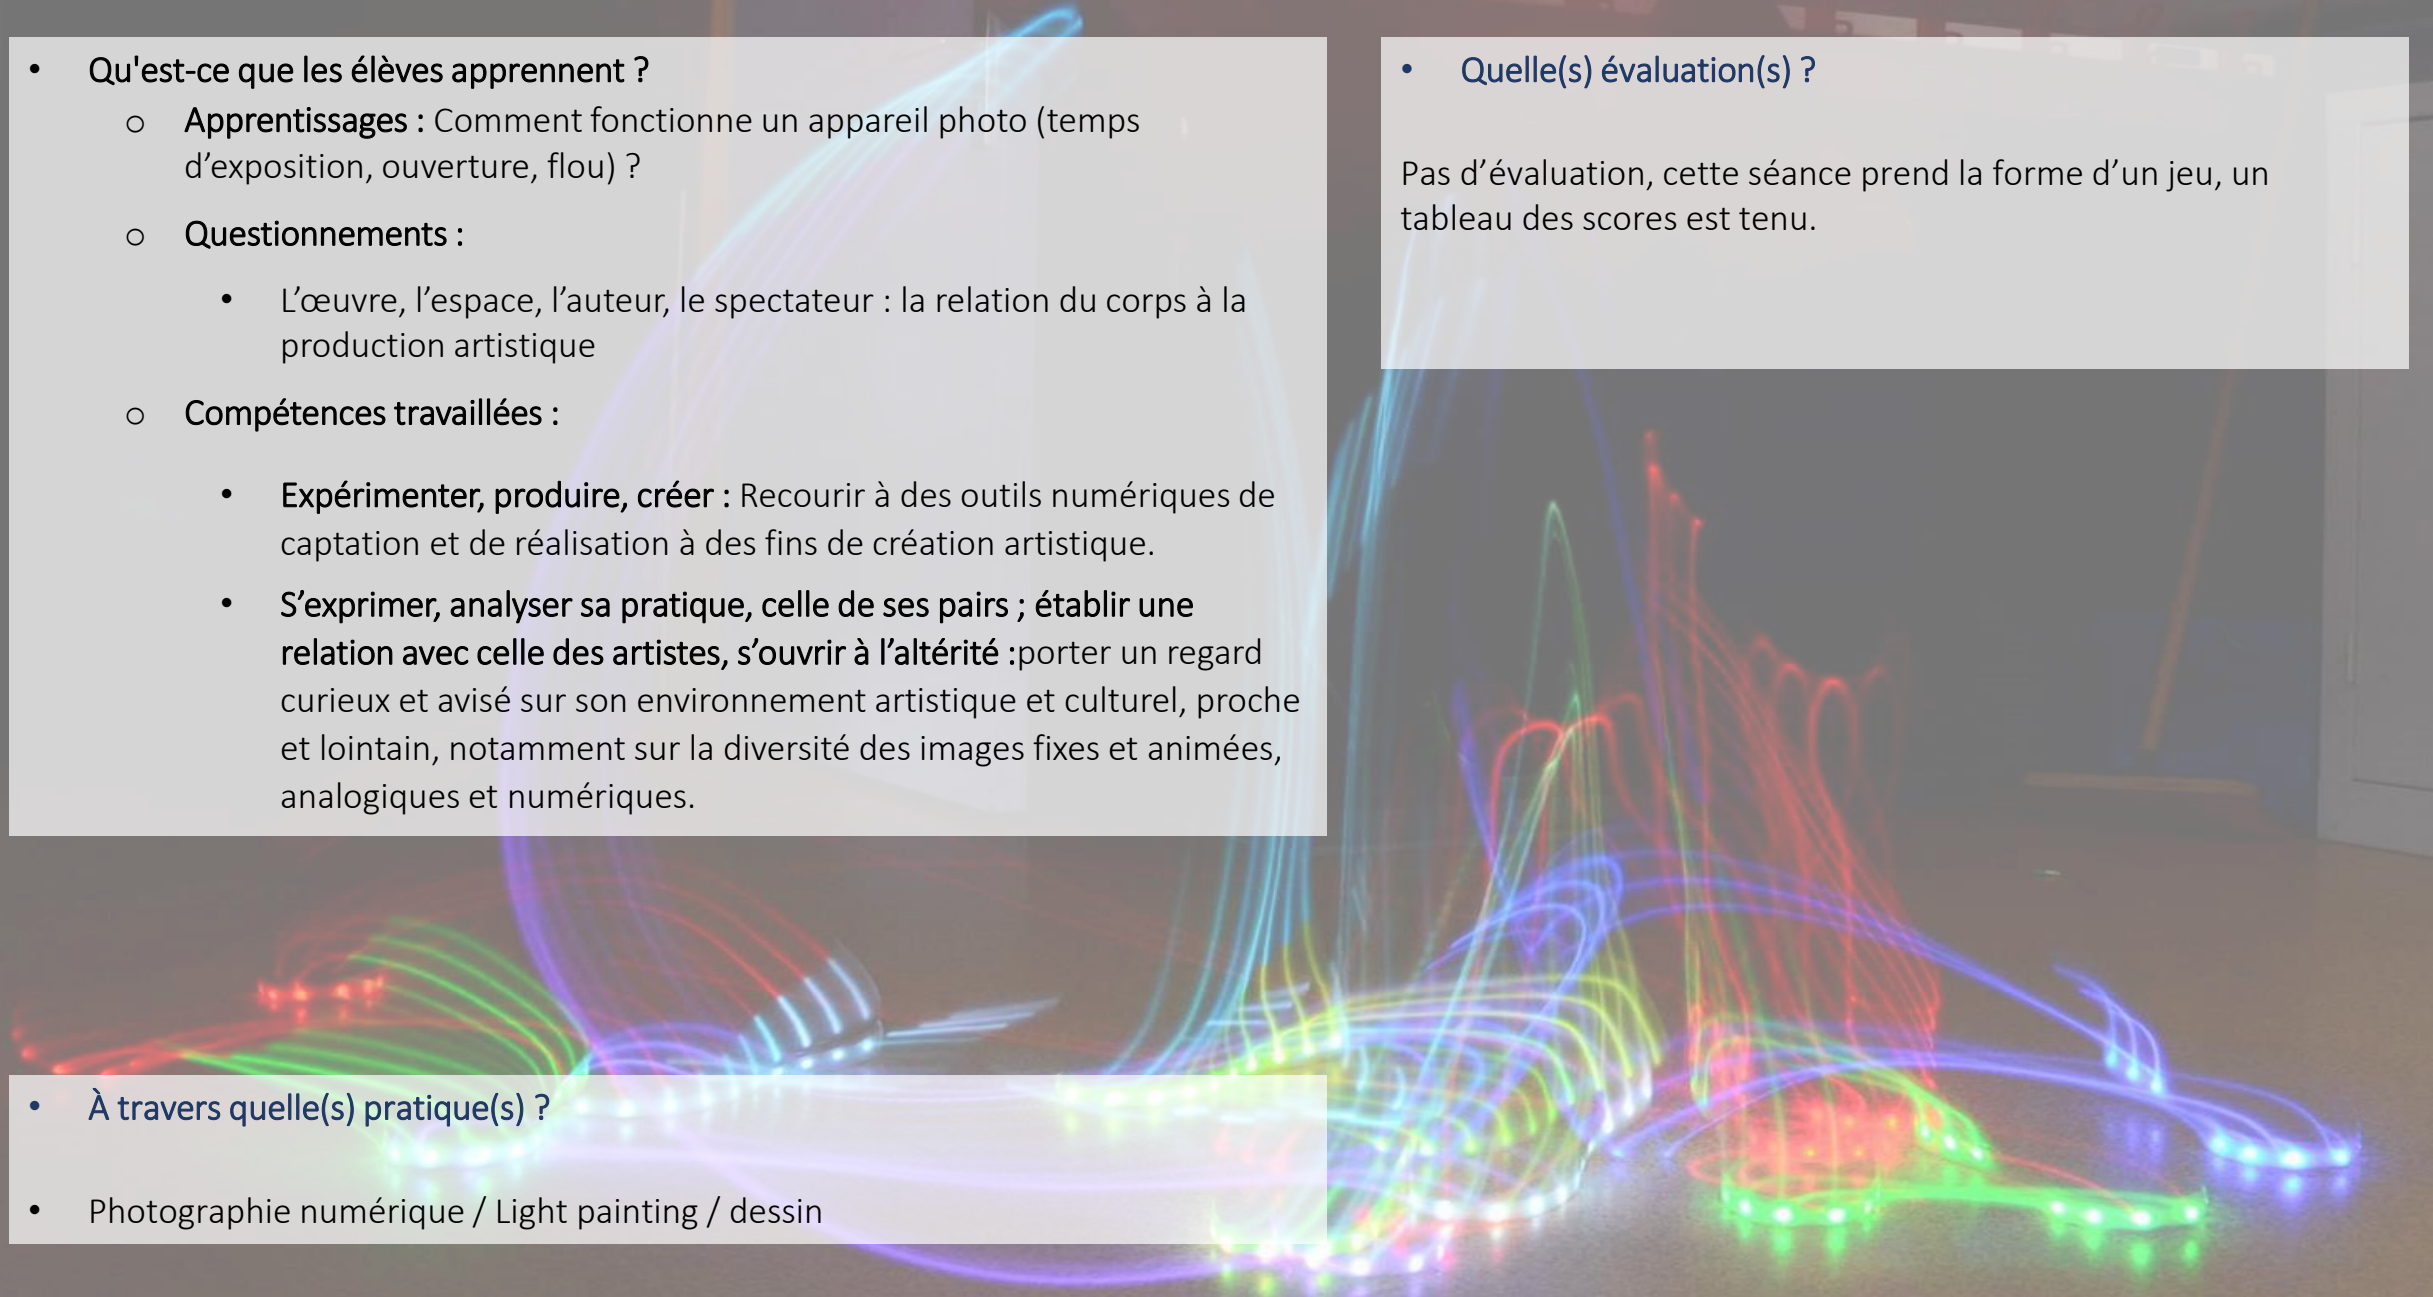 • Qu'est-ce que les élèves apprennent ?
o Apprentissages : Comment fonctionne un appareil photo (temps
d’exposition, ouverture, flou) ?
o Questionnements :
• L’œuvre, l’espace, l’auteur, le spectateur : la relation du corps à la
production artistique
o Compétences travaillées :
• Expérimenter, produire, créer : Recourir à des outils numériques de
captation et de réalisation à des fins de création artistique.
• S’exprimer, analyser sa pratique, celle de ses pairs ; établir une
relation avec celle des artistes, s’ouvrir à l’altérité :porter un regard
curieux et avisé sur son environnement artistique et culturel, proche
et lointain, notamment sur la diversité des images fixes et animées,
analogiques et numériques.
• À travers quelle(s) pratique(s) ?
• Photographie numérique / Light painting / dessin
• Quelle(s) évaluation(s) ?
Pas d’évaluation, cette séance prend la forme d’un jeu, un
tableau des scores est tenu.